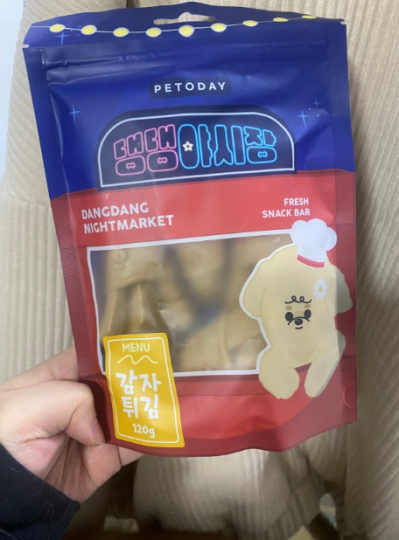 PETODAY
댕댕야시장
DANGDANG
NIGHTMARKET
FRESH
SNACK BAR
MENU
감자
튀김
120g